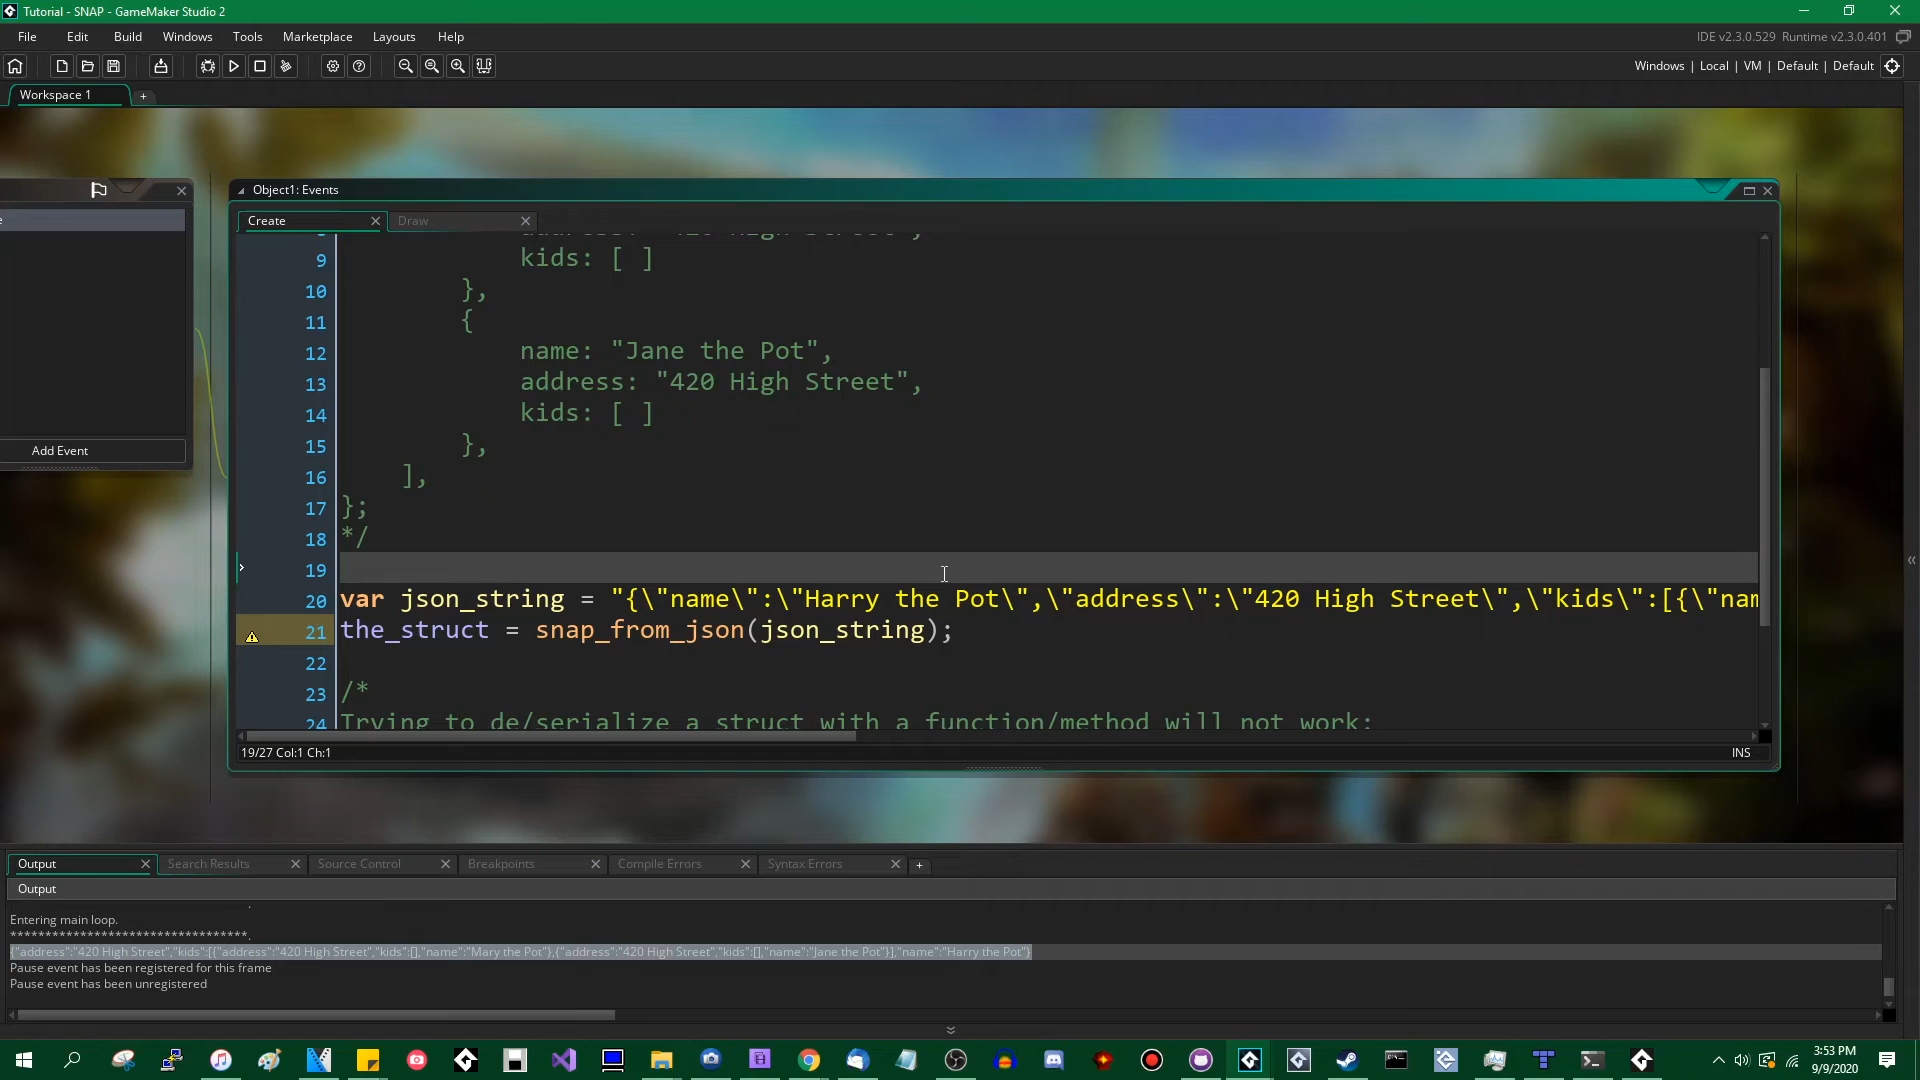 Tutorial - SNAP - GameMaker Studio 2
File Edit Build Windows Tools Marketplace Layouts Help
IDE v2.3.0.529 Runtime v2.3.0.401
Windows | Local | VM | Default | Default
Workspace 1 +
Object1: Events
Create Draw
9 kids: [ ]
10 },
11 {
12 name: "Jane the Pot",
13 address: "420 High Street",
14 kids: [ ]
15 },
16 ],
17 };
18 */
19
20 var json_string = "{\"name\":\"Harry the Pot\",\"address\":\"420 High Street\",\"kids\":[{\"nam
21 the_struct = snap_from_json(json_string);
22
23 /*
24 Trying to de/serialize a struct with a function/method will not work:
Add Event
19/27 Col:1 Ch:1
INS
Output Search Results Source Control Breakpoints Compile Errors Syntax Errors +
Output
Entering main loop.
*********************************.
{"address":"420 High Street","kids":[{"address":"420 High Street","kids":[],"name":"Mary the Pot"},{"address":"420 High Street","kids":[],"name":"Jane the Pot"}],"name":"Harry the Pot"}
Pause event has been registered for this frame
Pause event has been unregistered
3:53 PM
9/9/2020